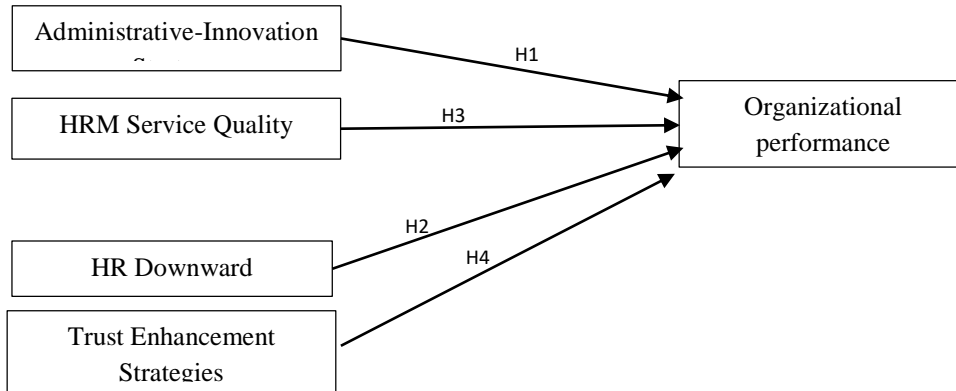 Administrative-Innovation
H1
HRM Service Quality
H3
Organizational
performance
H2
HR Downward
H4
Trust Enhancement
Strategies